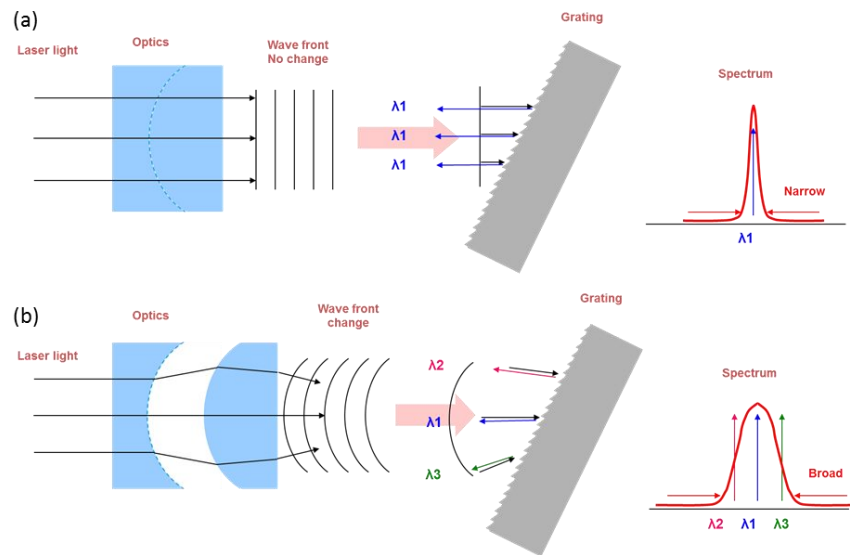 (a)
Laser light
Optics
Wave front
No change
Grating
Spectrum
λ1
λ1
λ1
Narrow
λ1
(b)
Laser light
Optics
Wave front
change
Grating
Spectrum
λ2
λ1
λ3
Broad
λ2 λ1 λ3